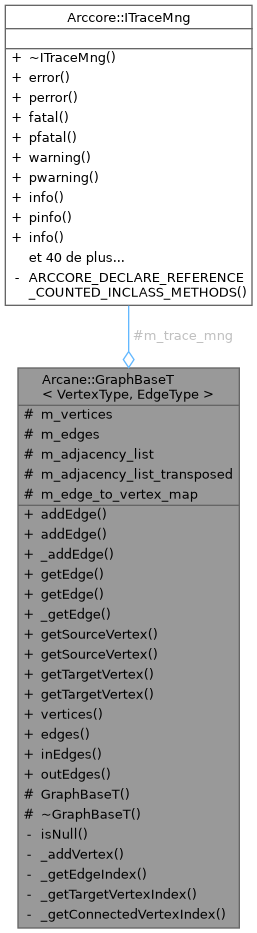 Arccore::ITraceMng
+ ~ITraceMng()
+ error()
+ perror()
+ fatal()
+ pfatal()
+ warning()
+ pwarning()
+ info()
+ pinfo()
+ info()
et 40 de plus...
- ARCCORE_DECLARE_REFERENCE
_COUNTED_INCLASS_METHODS()
#m_trace_mng
Arcane::GraphBaseT
< VertexType, EdgeType >
# m_vertices
# m_edges
# m_adjacency_list
# m_adjacency_list_transposed
# m_edge_to_vertex_map
+ addEdge()
+ addEdge()
+ _addEdge()
+ getEdge()
+ getEdge()
+ _getEdge()
+ getSourceVertex()
+ getSourceVertex()
+ getTargetVertex()
+ getTargetVertex()
+ vertices()
+ edges()
+ inEdges()
+ outEdges()
# GraphBaseT()
# ~GraphBaseT()
- isNull()
- _addVertex()
- _getEdgeIndex()
- _getTargetVertexIndex()
- _getConnectedVertexIndex()